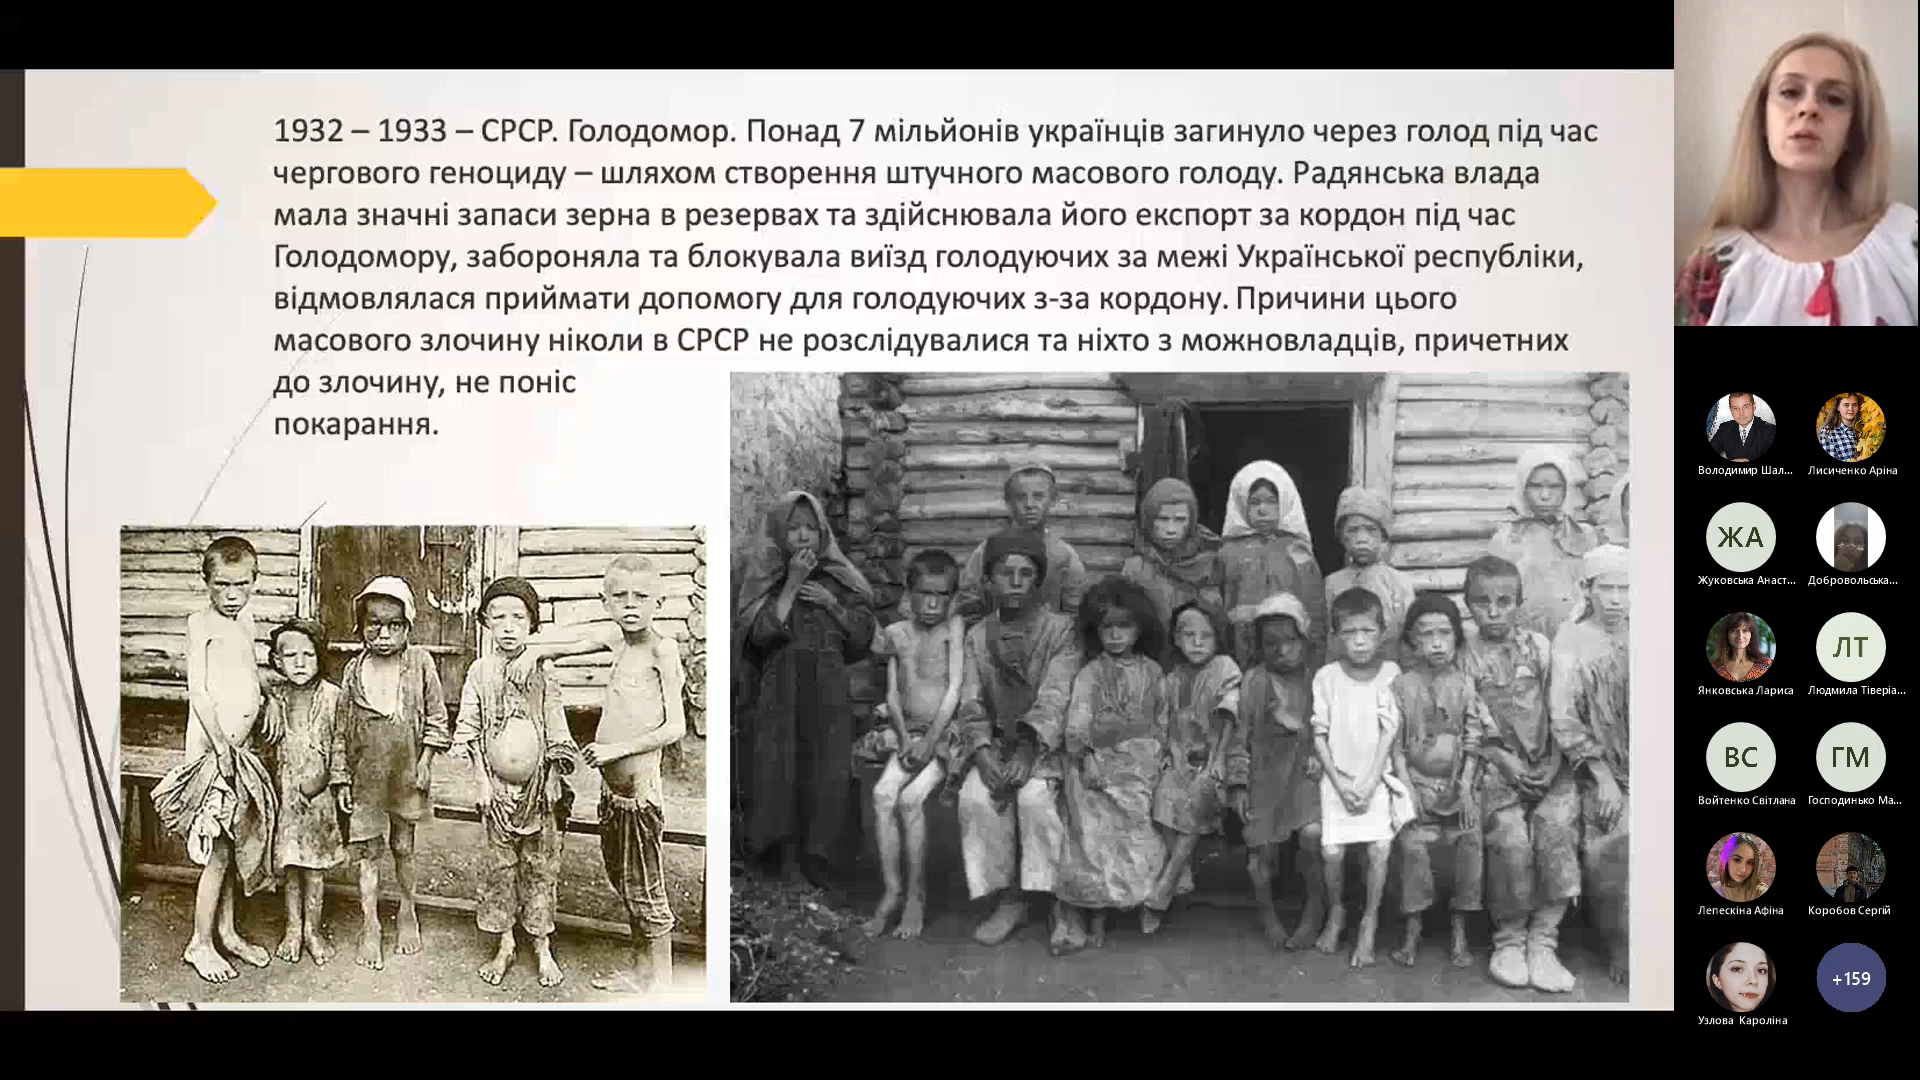 1932 – 1933 – СРСР. Голодомор. Понад 7 мільйонів українців загинуло через голод під час
чергового геноциду – шляхом створення штучного масового голоду. Радянська влада
мала значні запаси зерна в резервах та здійснювала його експорт за кордон під час
Голодомору, забороняла та блокувала виїзд голодуючих за межі Української республіки,
відмовлялася приймати допомогу для голодуючих з-за кордону. Причини цього
масового злочину ніколи в СРСР не розслідувалися та ніхто з можновладців, причетних
до злочину, не поніс
покарання.
Володимир Шал...
Лисиченко Аріна
ЖА
Жуковська Анаст...
Добровольська...
Янковська Лариса
ЛТ
Людмила Тіверіа...
ВС
Войтенко Світлана
ГМ
Господинько Ма...
Лепескіна Афіна
Коробов Сергій
Узлова Кароліна
+159